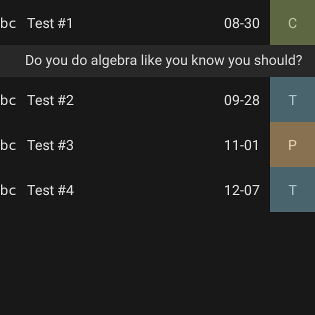 bc Test #1 08-30 C
Do you do algebra like you know you should?
bc Test #2 09-28 T
bc Test #3 11-01 P
bc Test #4 12-07 T